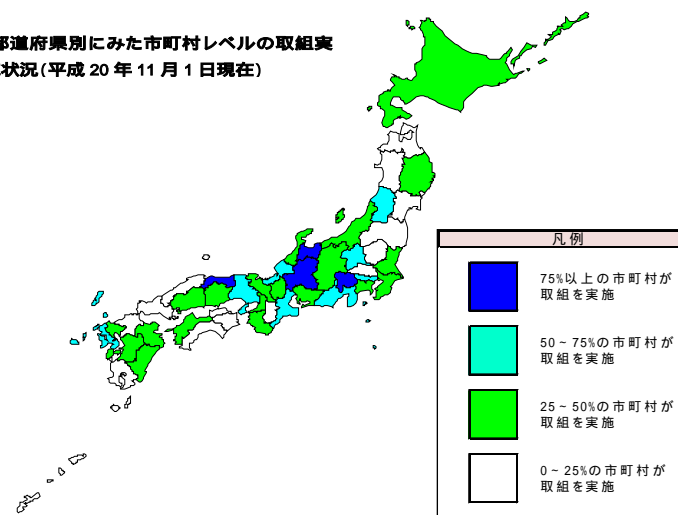 都道府県別にみた市町村レベルの取組実
状況(平成 20 年 11 月 1 日現在)
凡例
75%以上の市町村が
取組を実施
50～75%の市町村が
取組を実施
25～50%の市町村が
取組を実施
0～25%の市町村が
取組を実施